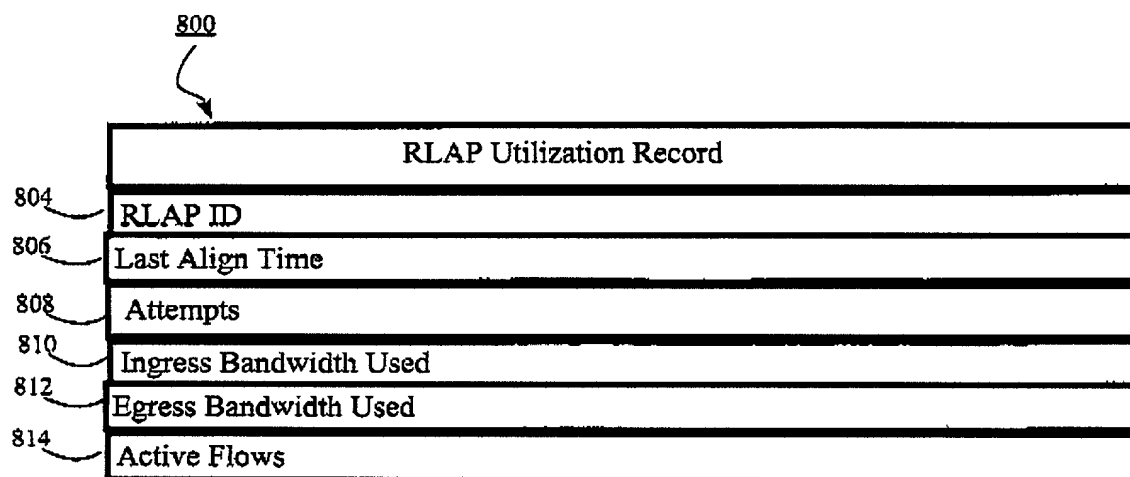 800
RLAP Utilization Record
804 RLAP ID
806 Last Align Time
808 Attempts
810 Ingress Bandwidth Used
812 Egress Bandwidth Used
814 Active Flows